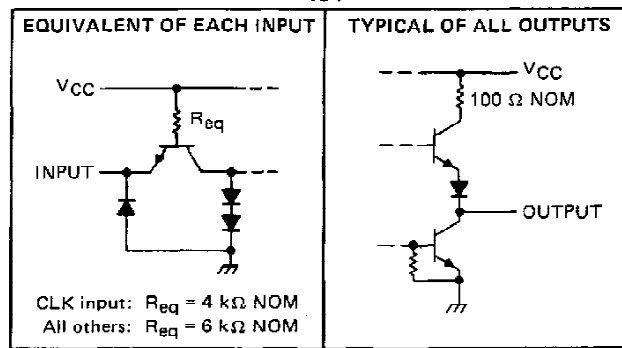 EQUIVALENT OF EACH INPUT
VCC
Req
INPUT
CLK input: Req = 4 kΩ NOM
All others: Req = 6 kΩ NOM
TYPICAL OF ALL OUTPUTS
VCC
100 Ω NOM
OUTPUT